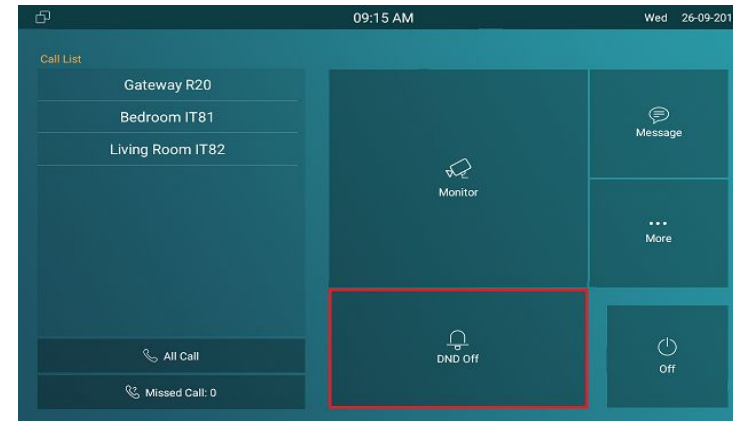 09:15 AM
Wed 26-09-201
Call List
Gateway R20
Bedroom IT81
Living Room IT82
All Call
Missed Call: 0
Monitor
DND Off
Message
More
Off